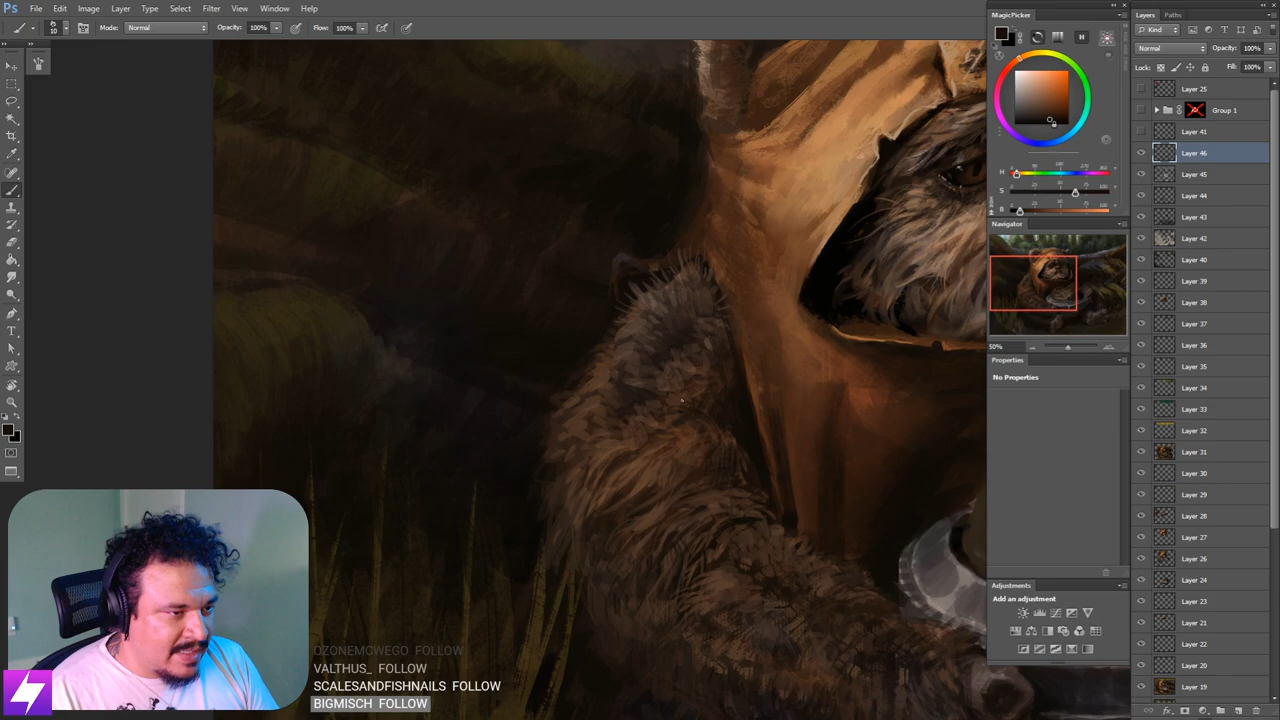 Ps File Edit Image Layer Type Select Filter 3D View Window Help
10 Mode: Normal Opacity: 100% Flow: 100%
MagicPicker
H
H
S
B
Navigator
50%
Properties
No Properties
Adjustments
Add an adjustment
Layers Paths
Kind
Normal Opacity: 100%
Lock: Fill: 100%
Layer 25
Group 1
Layer 41
Layer 46
Layer 45
Layer 44
Layer 43
Layer 42
Layer 40
Layer 39
Layer 38
Layer 37
Layer 36
Layer 35
Layer 34
Layer 33
Layer 32
Layer 31
Layer 30
Layer 29
Layer 28
Layer 27
Layer 26
Layer 24
Layer 23
Layer 21
Layer 22
Layer 20
Layer 19
OZONEMCWEGO FOLLOW
VALTHUS_ FOLLOW
SCALESANDFISHNAILS FOLLOW
BIGMISCH FOLLOW